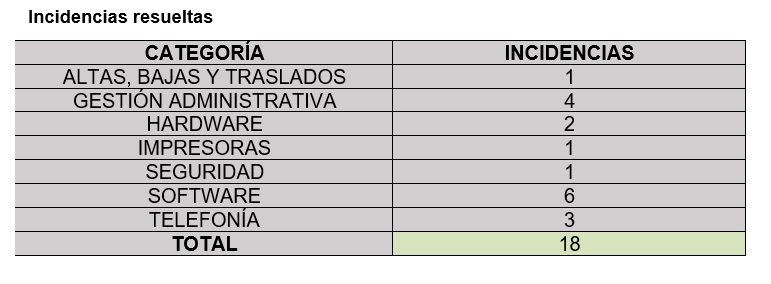 Incidencias resueltas
CATEGORÍA INCIDENCIAS
ALTAS, BAJAS Y TRASLADOS 1
GESTIÓN ADMINISTRATIVA 4
HARDWARE 2
IMPRESORAS 1
SEGURIDAD 1
SOFTWARE 6
TELEFONÍA 3
TOTAL 18